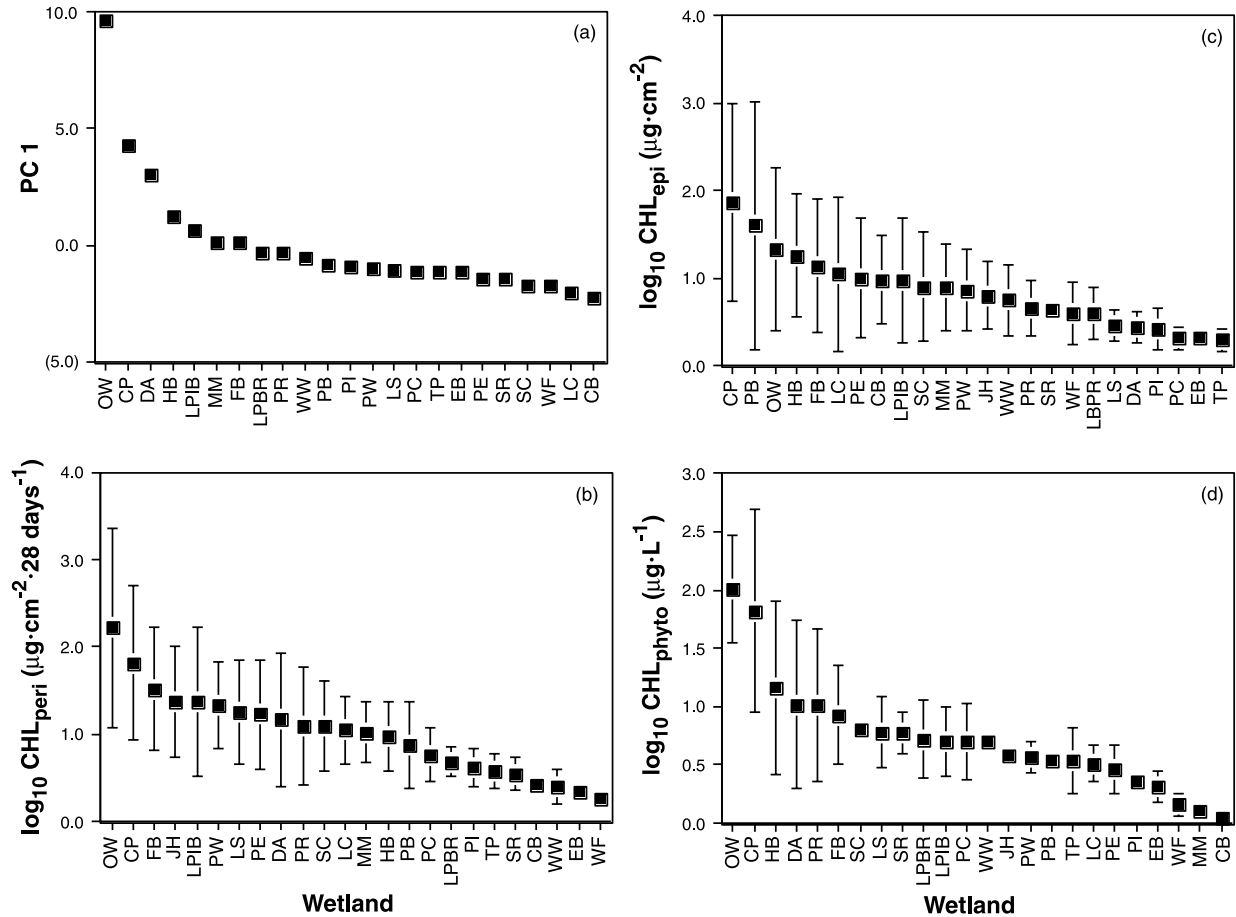 (a)
PC 1
10.0
5.0
0.0
(5.0)
OW CP DA HB LPIB MM FB LPBR PR WW PB PI PW LS PC TP EB PE SR SC WF LC CB
(c)
log10 CHLepi (μg·cm-2)
4.0
3.0
2.0
1.0
0.0
CP PB OW HB FB LC PE CB LPIB SC MM PW JH WW PR SR WF LBPR LS DA PI PC EB TP
(b)
log10 CHLperi (μg·cm-2·28 days-1)
4.0
3.0
2.0
1.0
0.0
OW CP FB JH LPIB PW LS PE DA PR SC LC MM HB PB PC LPBR PI TP SR CB WW EB WF
Wetland
(d)
log10 CHLphyto (μg·L-1)
3.0
2.5
2.0
1.5
1.0
0.5
0.0
OW CP HB DA PR FB SC LS SR LPBR LPIB PC WW JH PW PB TP LC PE PI EB WF MM CB
Wetland